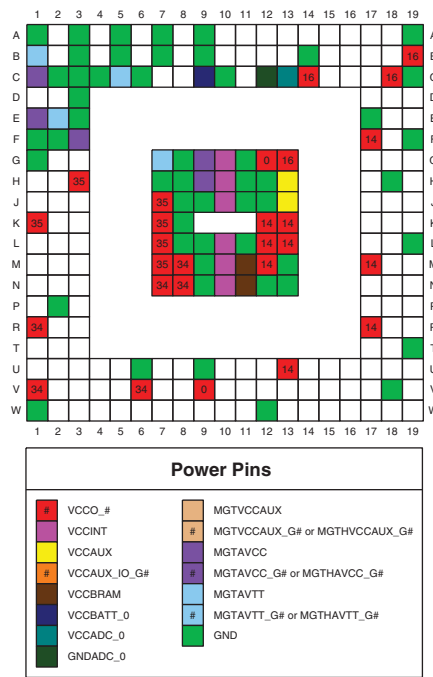 1 2 3 4 5 6 7 8 9 10 11 12 13 14 15 16 17 18 19
A A
B 16 B
C 14 18 C
D D
E E
F 14 F
G 0 16 G
H 35 H
J 35 J
K 35 35 14 14 K
L 35 14 14 L
M 35 34 14 14 M
N 34 34 N
P P
R 34 14 R
T T
U 14 U
V 34 34 0 V
W W
1 2 3 4 5 6 7 8 9 10 11 12 13 14 15 16 17 18 19
Power Pins
# VCCO_#
VCCINT
VCCAUX
# VCCAUX_IO_G#
VCCBRAM
VCCBATT_0
VCCADC_0
GNDADC_0
MGTVCCAUX
# MGTVCCAUX_G# or MGTHVCCAUX_G#
MGTAVCC
# MGTAVCC_G# or MGTHAVCC_G#
MGTAVTT
# MGTAVTT_G# or MGTHAVTT_G#
GND